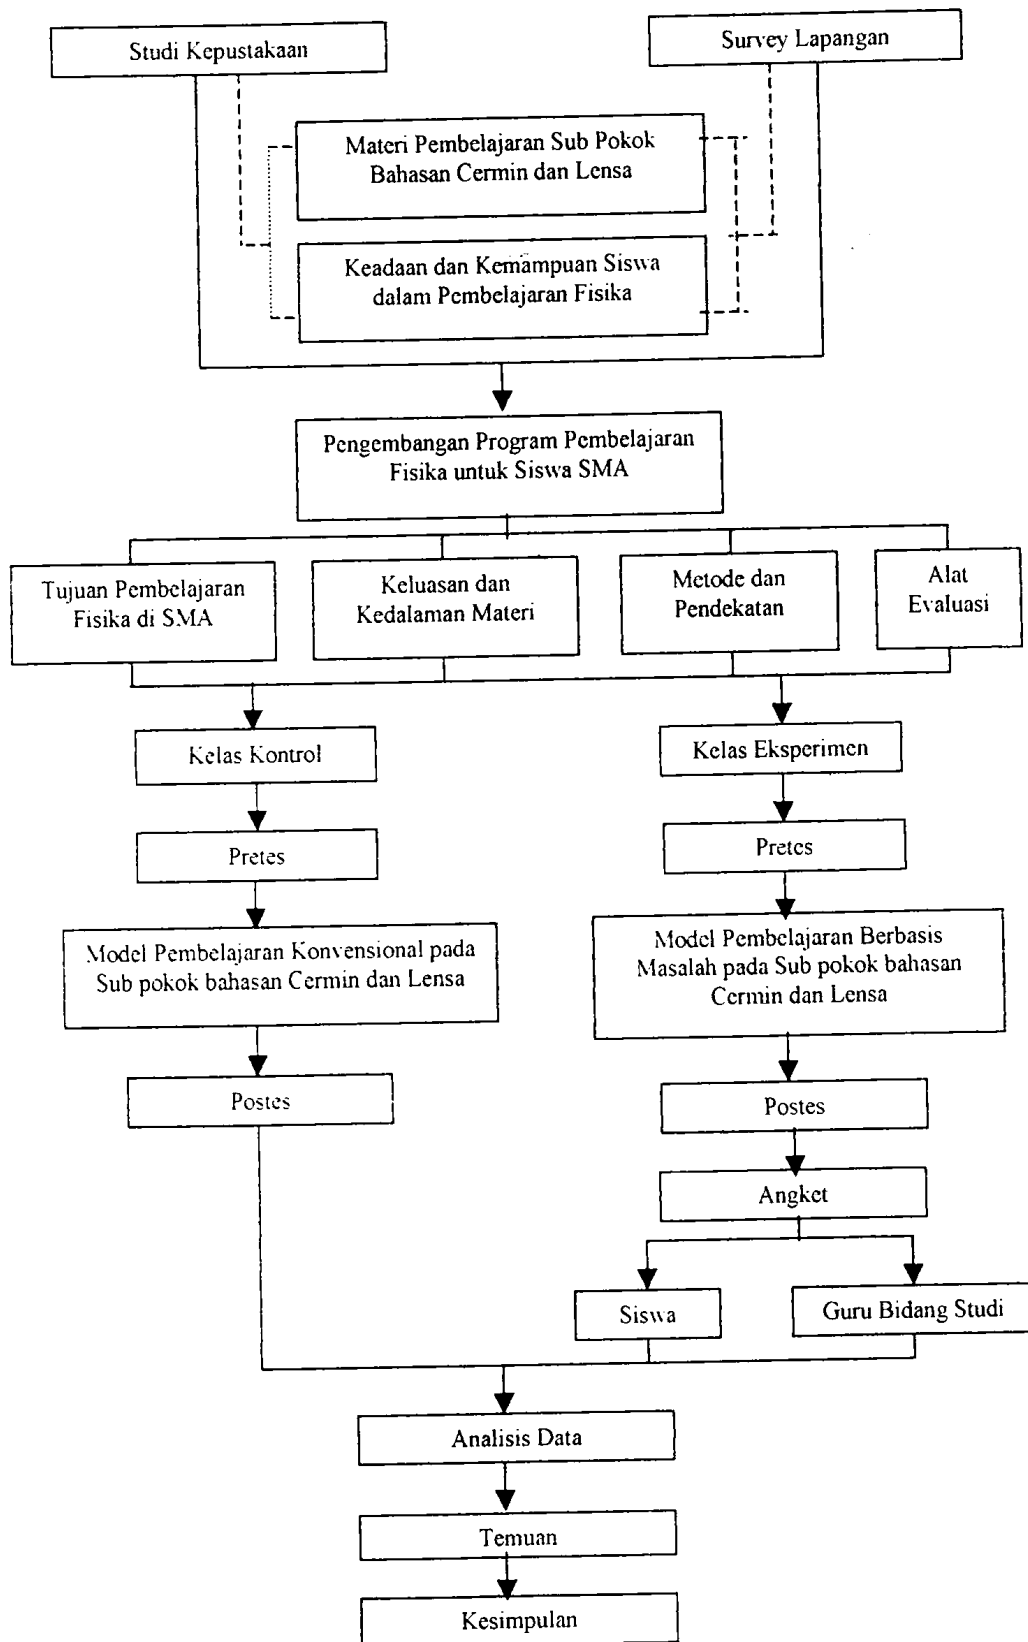 Studi Kepustakaan
Survey Lapangan
Materi Pembelajaran Sub Pokok
Bahasan Cermin dan Lensa
Keadaan dan Kemampuan Siswa
dalam Pembelajaran Fisika
Pengembangan Program Pembelajaran
Fisika untuk Siswa SMA
Tujuan Pembelajaran
Fisika di SMA
Keluasan dan
Kedalaman Materi
Metode dan
Pendekatan
Alat
Evaluasi
Kelas Kontrol
Kelas Eksperimen
Pretes
Pretes
Model Pembelajaran Konvensional pada
Sub pokok bahasan Cermin dan Lensa
Model Pembelajaran Berbasis
Masalah pada Sub pokok bahasan
Cermin dan Lensa
Postes
Postes
Angket
Siswa
Guru Bidang Studi
Analisis Data
Temuan
Kesimpulan